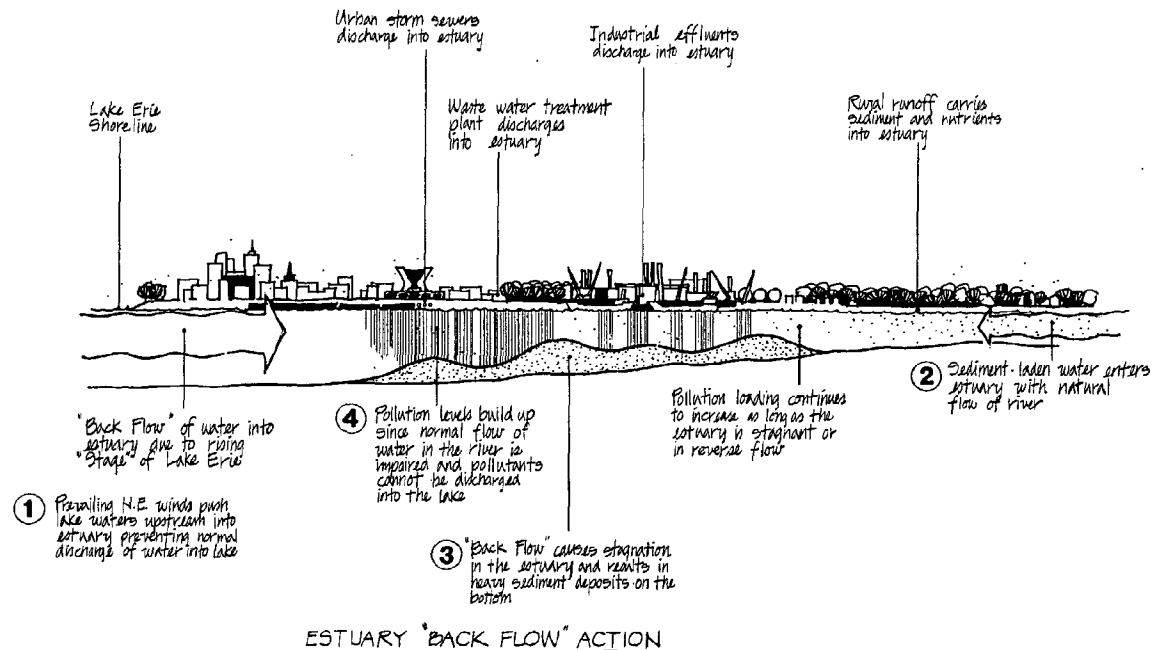 Urban storm sewers
discharge into estuary
Industrial effluents
discharge into estuary
Lake Erie
Shoreline
Waste water treatment
plant discharges
into estuary
Rural runoff carries
sediment and nutrients
into estuary
"Back Flow" of water into
estuary due to rising
"Stage" of Lake Erie
1 Prevailing N.E. winds push
lake waters upstream into
estuary preventing normal
discharge of water into lake
4 Pollution levels build up
since normal flow of
water in the river is
impaired and pollutants
cannot be discharged
into the lake
3 "Back Flow" causes stagnation
in the estuary and results in
heavy sediment deposits on the
bottom
Pollution loading continues
to increase as long as the
estuary is stagnant or
in reverse flow
2 Sediment-laden water enters
estuary with natural
flow of river
ESTUARY "BACK FLOW" ACTION